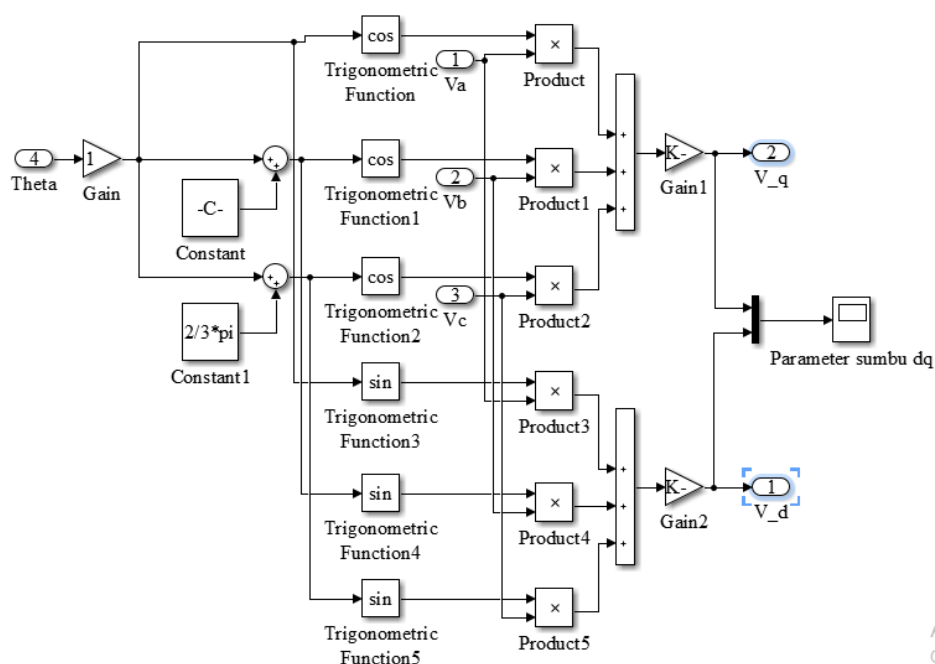 cos
Trigonometric
Function
1
Va
×
Product
4
Theta
1
Gain
+
+
-C-
Constant
cos
Trigonometric
Function1
2
Vb
×
Product1
+
+
+
K-
Gain1
2
V_q
+
+
2/3*pi
Constant1
cos
Trigonometric
Function2
3
Vc
×
Product2
Parameter sumbu dq
sin
Trigonometric
Function3
×
Product3
sin
Trigonometric
Function4
×
Product4
+
+
+
K-
Gain2
1
V_d
sin
Trigonometric
Function5
×
Product5